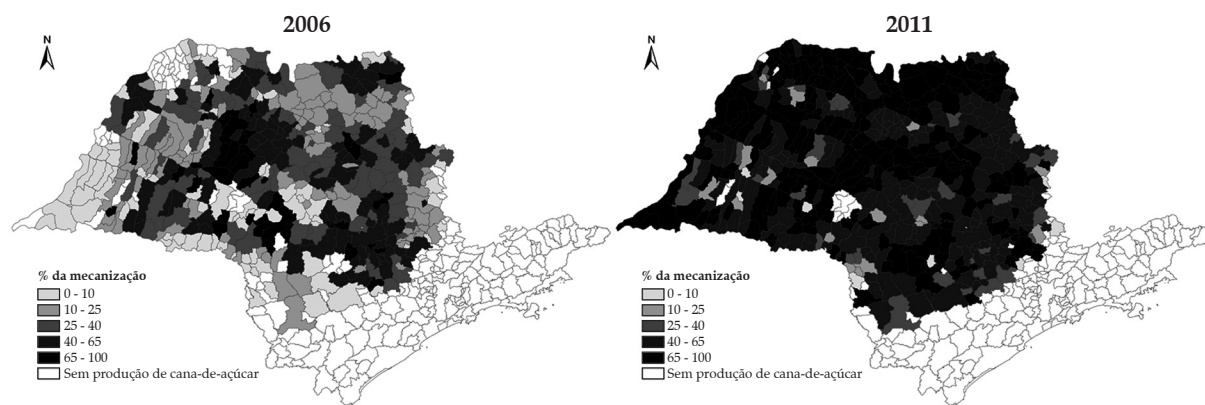 2006
N
% da mecanização
0 - 10
10 - 25
25 - 40
40 - 65
65 - 100
Sem produção de cana-de-açúcar
2011
N
% da mecanização
0 - 10
10 - 25
25 - 40
40 - 65
65 - 100
Sem produção de cana-de-açúcar